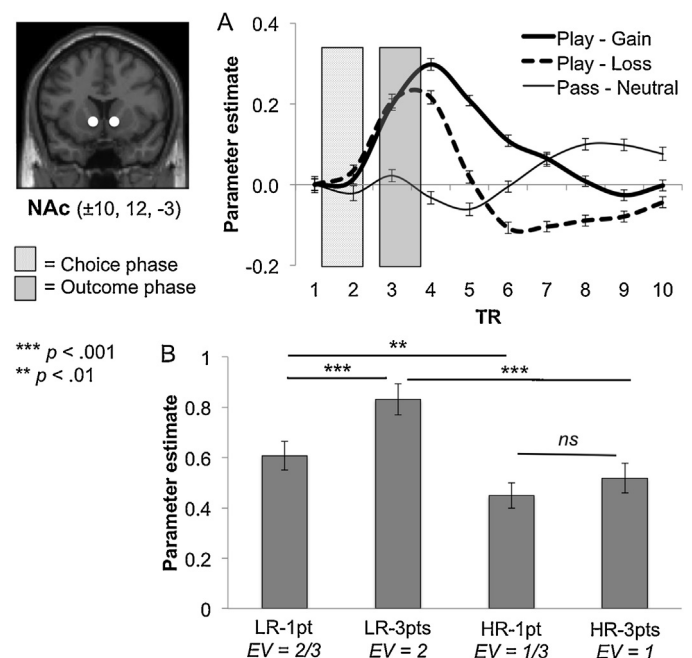 A
0.4
0.2
0.0
-0.2
Parameter estimate
Play - Gain
Play - Loss
Pass - Neutral
1 2 3 4 5 6 7 8 9 10
TR
NAc (±10, 12, -3)
= Choice phase
= Outcome phase
*** p < .001
** p < .01
B
1
0.8
0.6
0.4
0.2
0
Parameter estimate
**
***
***
ns
LR-1pt LR-3pts HR-1pt HR-3pts
EV = 2/3 EV = 2 EV = 1/3 EV = 1